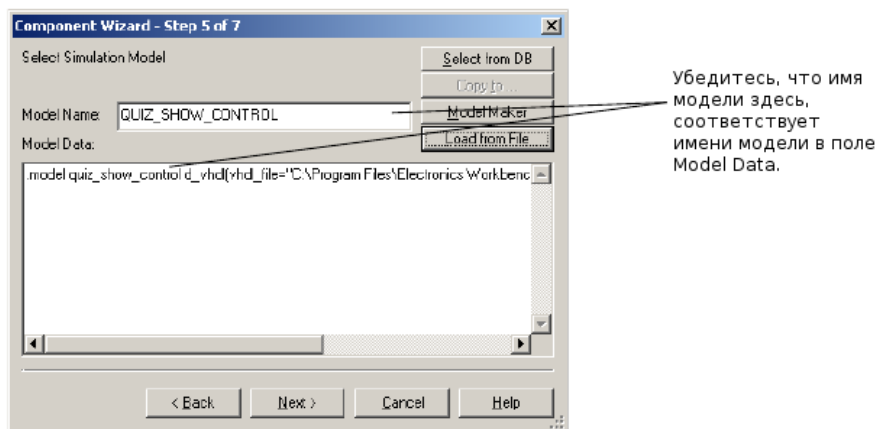 Component Wizard - Step 5 of 7
Select Simulation Model
Select from DB
Copy to ...
Model Name: QUIZ_SHOW_CONTROL
Model Maker
Model Data:
Load from File
.model quiz_show_control d_vhdl(vhdl_file="C:\Program Files\Electronics Workbenc
< Back
Next >
Cancel
Help
Убедитесь, что имя
модели здесь,
соответствует
имени модели в поле
Model Data.